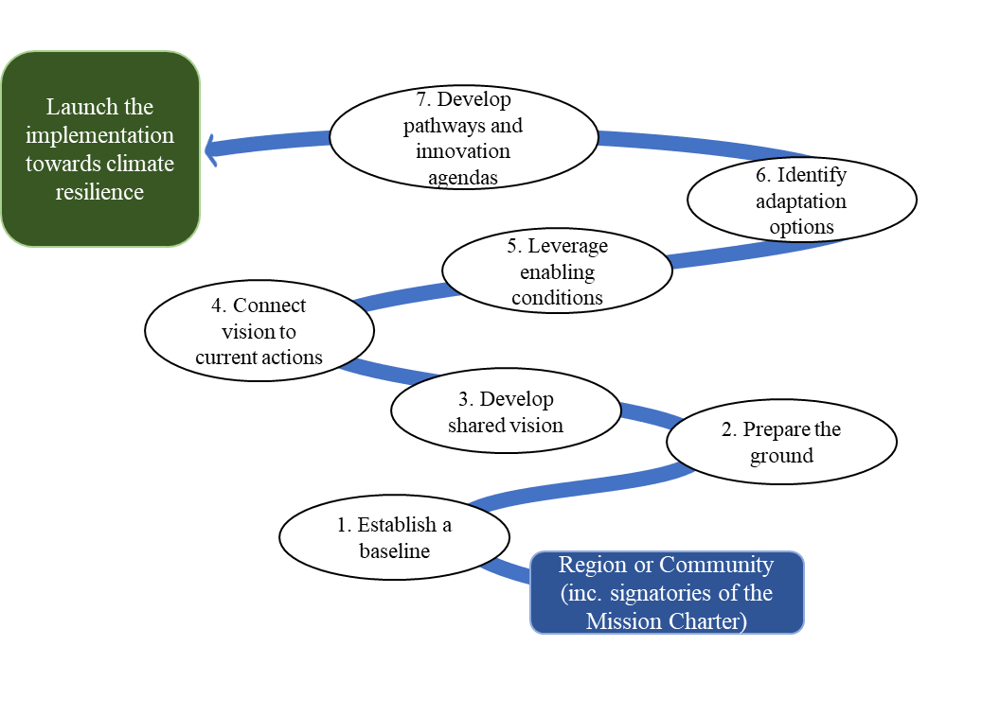 Launch the
implementation
towards climate
resilience
7. Develop
pathways and
innovation
agendas
6. Identify
adaptation
options
5. Leverage
enabling
conditions
4. Connect
vision to
current actions
3. Develop
shared vision
2. Prepare the
ground
1. Establish a
baseline
Region or Community
(inc. signatories of the
Mission Charter)